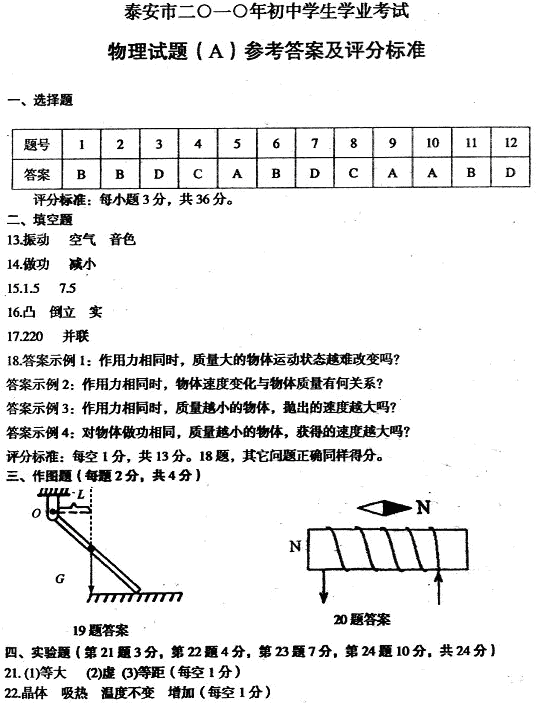 泰安市二〇一〇年初中学生学业考试
物理试题（A）参考答案及评分标准
一、选择题
题号 1 2 3 4 5 6 7 8 9 10 11 12
答案 B B D C A B D C A A B D
评分标准：每小题3分，共36分。
二、填空题
13.振动 空气 音色
14.做功 减小
15.1.5 7.5
16.凸 倒立 实
17.220 并联
18.答案示例1：作用力相同时，质量大的物体运动状态越难改变吗？
答案示例2：作用力相同时，物体速度变化与物体质量有何关系？
答案示例3：作用力相同时，质量越小的物体，抛出的速度越大吗？
答案示例4：对物体做功相同，质量越小的物体，获得的速度越大吗？
评分标准：每空1分，共13分。18题，其它问题正确同样得分。
三、作图题（每题2分，共4分）
L
O
G
N
N
19题答案
20题答案
四、实验题（第21题3分，第22题4分，第23题7分，第24题10分，共24分）
21.(1)等大 (2)虚 (3)等距（每空1分）
22.晶体 吸热 温度不变 增加（每空1分）